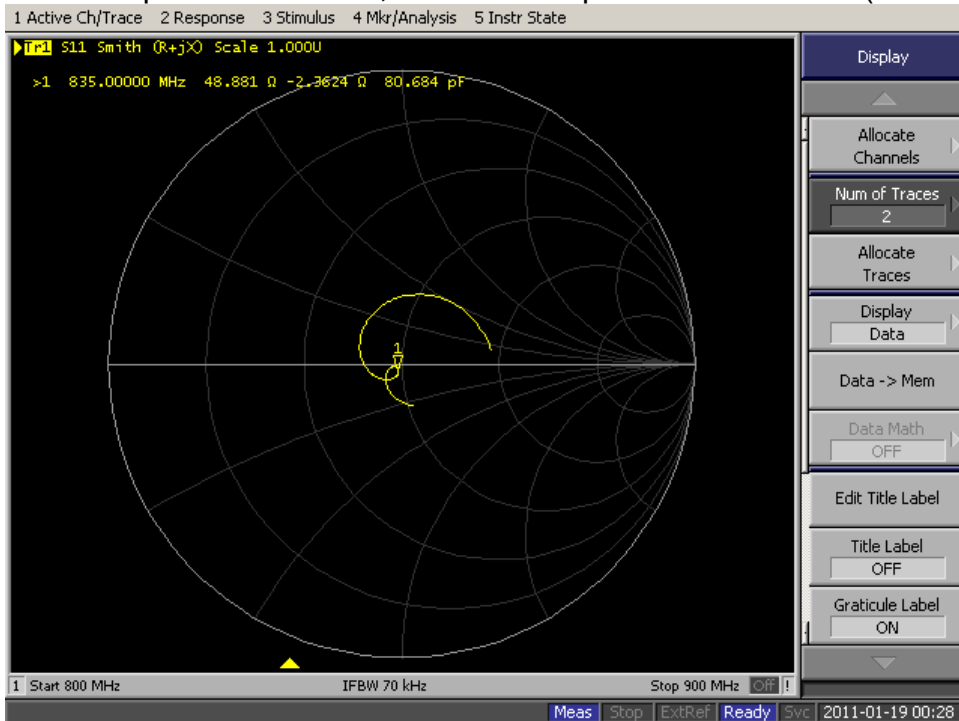 1 Active Ch/Trace 2 Response 3 Stimulus 4 Mkr/Analysis 5 Instr State
Tr1 S11 Smith (R+jX) Scale 1.000U
>1 835.00000 MHz 48.881 Ω -2.3624 Ω 80.684 pF
1
Display
Allocate
Channels
Num of Traces
2
Allocate
Traces
Display
Data
Data -> Mem
Data Math
OFF
Edit Title Label
Title Label
OFF
Graticule Label
ON
1 Start 800 MHz IFBW 70 kHz Stop 900 MHz Off !
Meas Stop ExtRef Ready Svc 2011-01-19 00:28